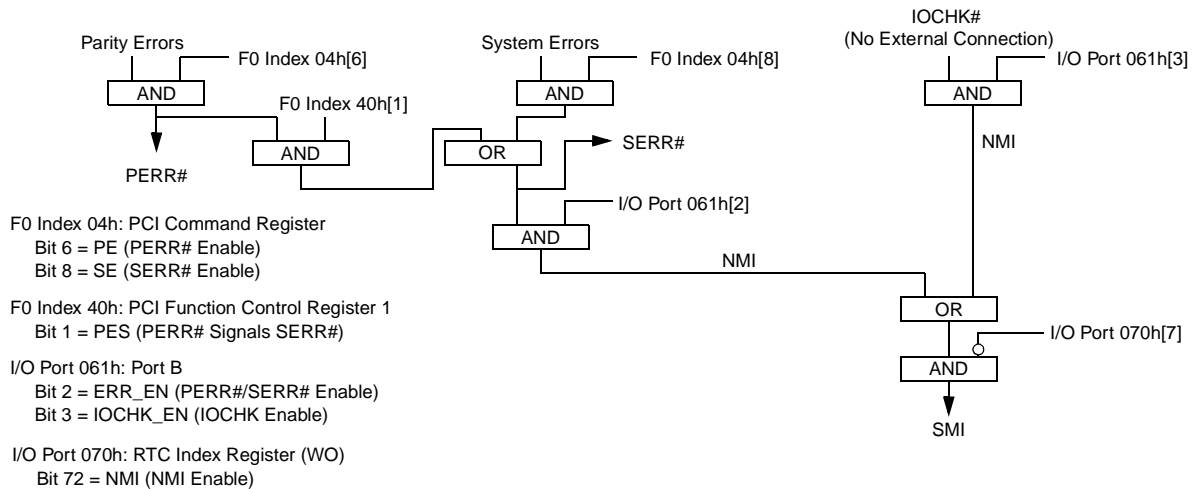 Parity Errors
F0 Index 04h[6]
AND
F0 Index 40h[1]
AND
PERR#
System Errors
F0 Index 04h[8]
AND
OR
SERR#
I/O Port 061h[2]
AND
NMI
IOCHK#
(No External Connection)
I/O Port 061h[3]
AND
NMI
OR
I/O Port 070h[7]
AND
SMI
F0 Index 04h: PCI Command Register
Bit 6 = PE (PERR# Enable)
Bit 8 = SE (SERR# Enable)
F0 Index 40h: PCI Function Control Register 1
Bit 1 = PES (PERR# Signals SERR#)
I/O Port 061h: Port B
Bit 2 = ERR_EN (PERR#/SERR# Enable)
Bit 3 = IOCHK_EN (IOCHK Enable)
I/O Port 070h: RTC Index Register (WO)
Bit 72 = NMI (NMI Enable)